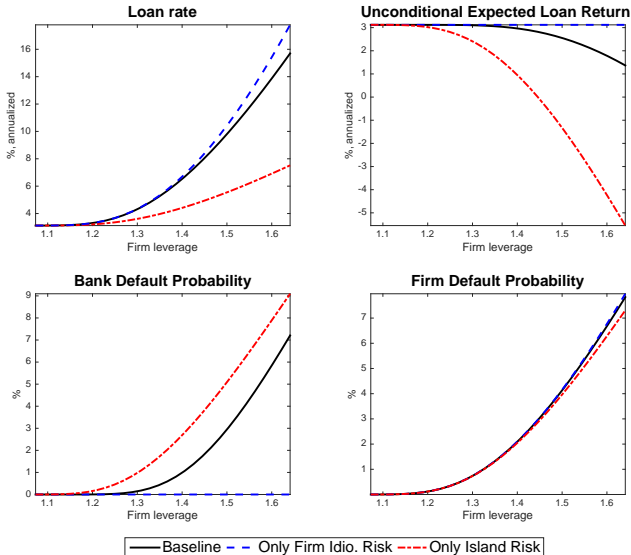 Loan rate
Unconditional Expected Loan Return
%, annualized
16
14
12
10
8
6
4
1.1 1.2 1.3 1.4 1.5 1.6
Firm leverage
%, annualized
3
2
1
0
-1
-2
-3
-4
-5
1.1 1.2 1.3 1.4 1.5 1.6
Firm leverage
Bank Default Probability
Firm Default Probability
%
9
8
7
6
5
4
3
2
1
0
1.1 1.2 1.3 1.4 1.5 1.6
Firm leverage
%
7
6
5
4
3
2
1
1.1 1.2 1.3 1.4 1.5 1.6
Firm leverage
Baseline Only Firm Idio. Risk Only Island Risk